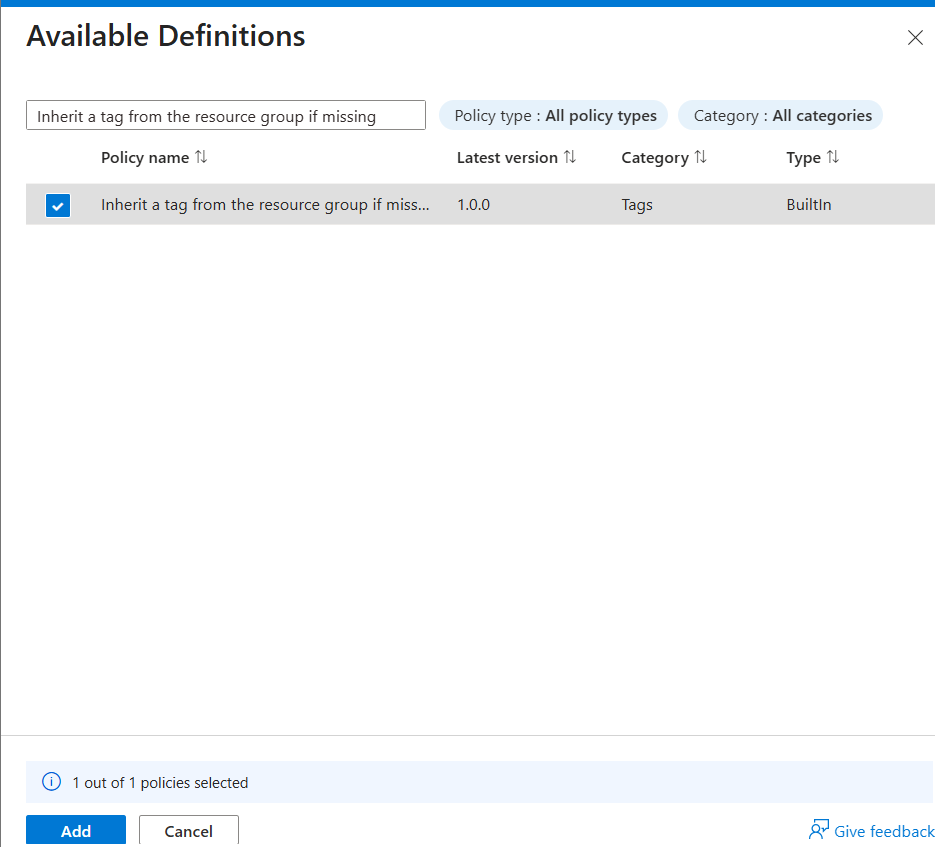 Available Definitions
Inherit a tag from the resource group if missing
Policy type : All policy types
Category : All categories
Policy name Latest version Category Type
Inherit a tag from the resource group if miss... 1.0.0 Tags BuiltIn
1 out of 1 policies selected
Add Cancel Give feedback